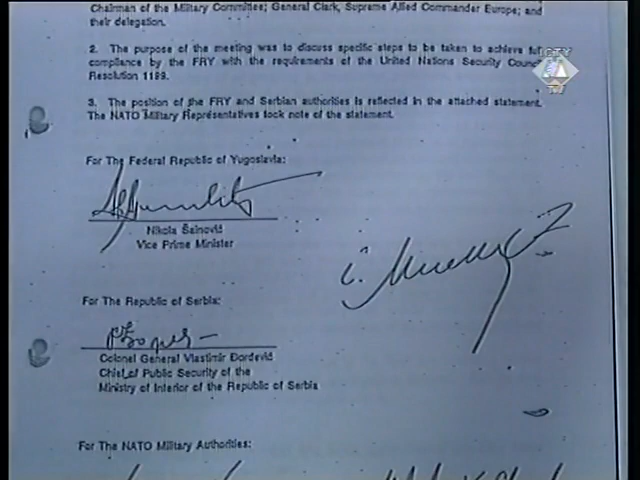 Chairman of the Military Committee; General Clark, Supreme Allied Commander Europe; and
their delegation.
2. The purpose of the meeting was to discuss specific steps to be taken to achieve full
compliance by the FRY with the requirements of the United Nations Security Council
Resolution 1199.
3. The position of the FRY and Serbian authorities is reflected in the attached statement.
The NATO Military Representatives took note of the statement.
For The Federal Republic of Yugoslavia:
Nikola Šainović
Vice Prime Minister
For The Republic of Serbia:
Colonel General Vlastimir Đorđević
Chief of Public Security of the
Ministry of Interior of the Republic of Serbia
For The NATO Military Authorities: